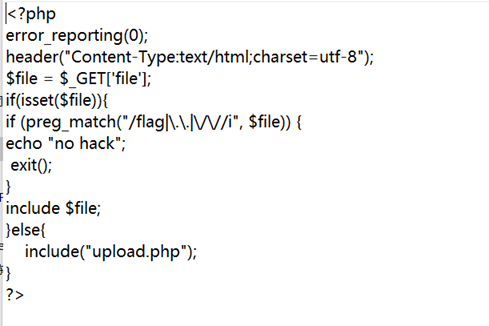 <?php
error_reporting(0);
header("Content-Type:text/html;charset=utf-8");
$file = $_GET['file'];
if(isset($file)){
if (preg_match("/flag|\.\.|\/\//i", $file)) {
echo "no hack";
exit();
}
include $file;
}else{
include("upload.php");
}
?>